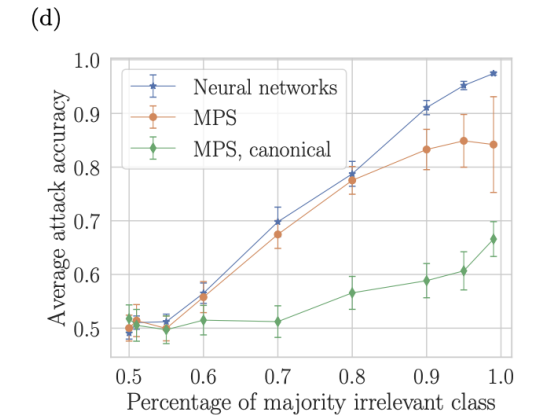 (d)
Average attack accuracy
1.0
0.9
0.8
0.7
0.6
0.5
Neural networks
MPS
MPS, canonical
0.5 0.6 0.7 0.8 0.9 1.0
Percentage of majority irrelevant class